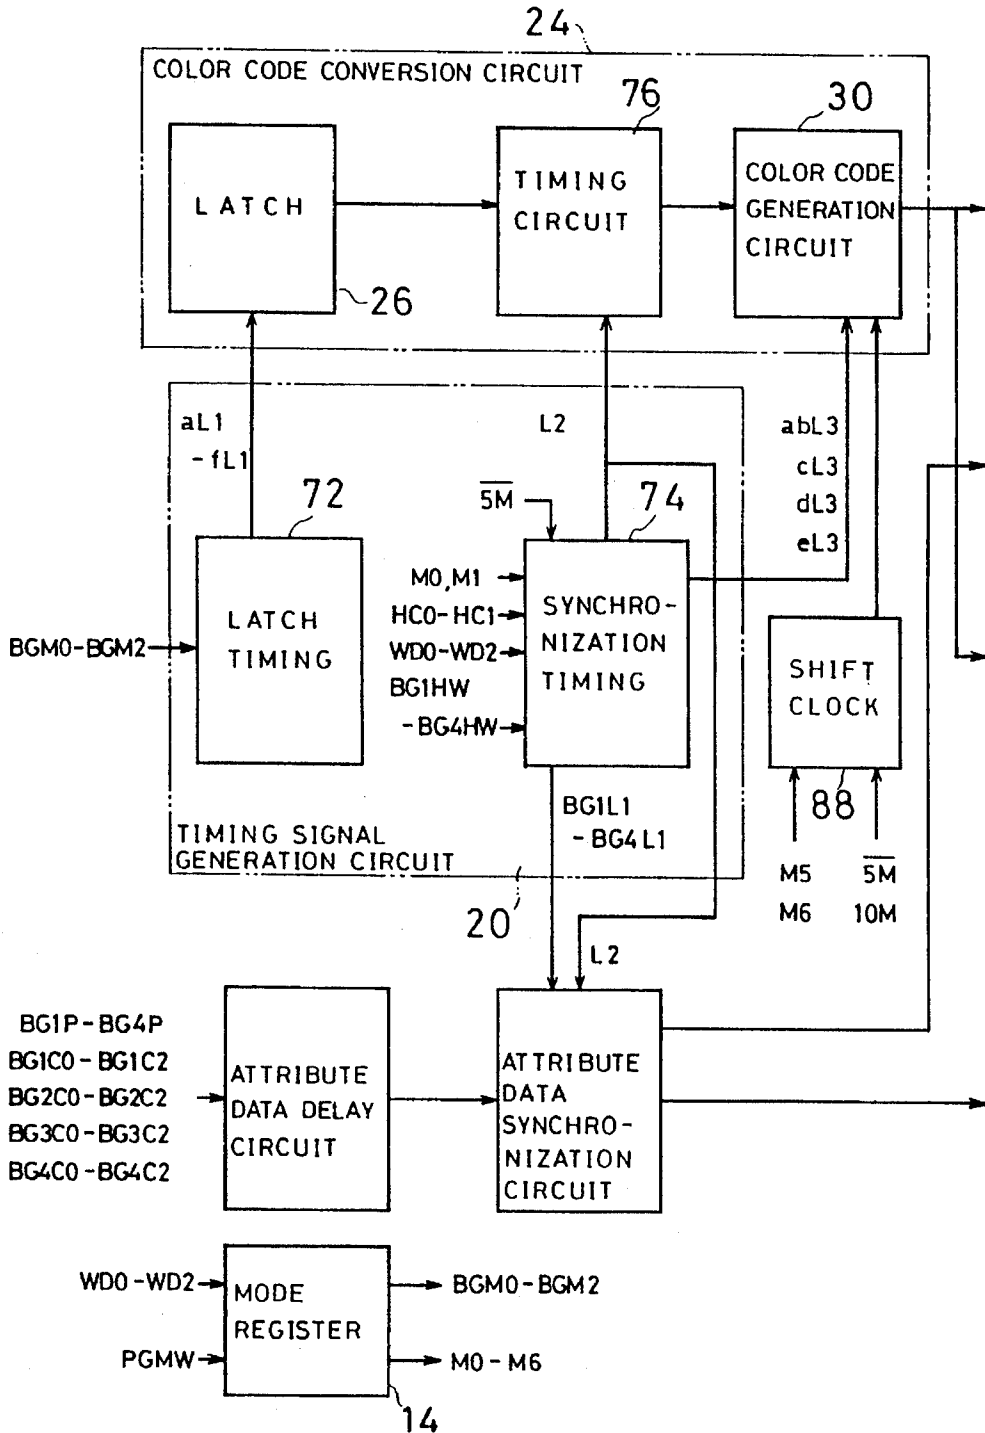 24
COLOR CODE CONVERSION CIRCUIT
76
30
LATCH
TIMING
CIRCUIT
COLOR CODE
GENERATION
CIRCUIT
26
aL1
-fL1
L2
abL3
cL3
dL3
eL3
72
5M
74
LATCH
TIMING
BGM0-BGM2
M0,M1
HC0-HC1
WD0-WD2
BG1HW
-BG4HW
SYNCHRO-
NIZATION
TIMING
SHIFT
CLOCK
88
BG1L1
-BG4L1
TIMING SIGNAL
GENERATION CIRCUIT
20
M5
M6
5M
10M
L2
BG1P-BG4P
BG1C0-BG1C2
BG2C0-BG2C2
BG3C0-BG3C2
BG4C0-BG4C2
ATTRIBUTE
DATA DELAY
CIRCUIT
ATTRIBUTE
DATA
SYNCHRO-
NIZATION
CIRCUIT
WD0-WD2
PGMW
MODE
REGISTER
BGM0-BGM2
M0-M6
14